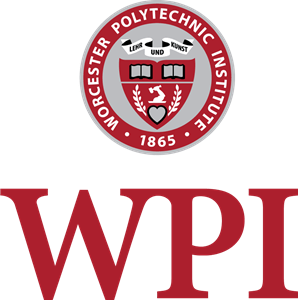 WORCESTER POLYTECHNIC INSTITUTE
LEHR UND KUNST
· 1865 ·
WPI